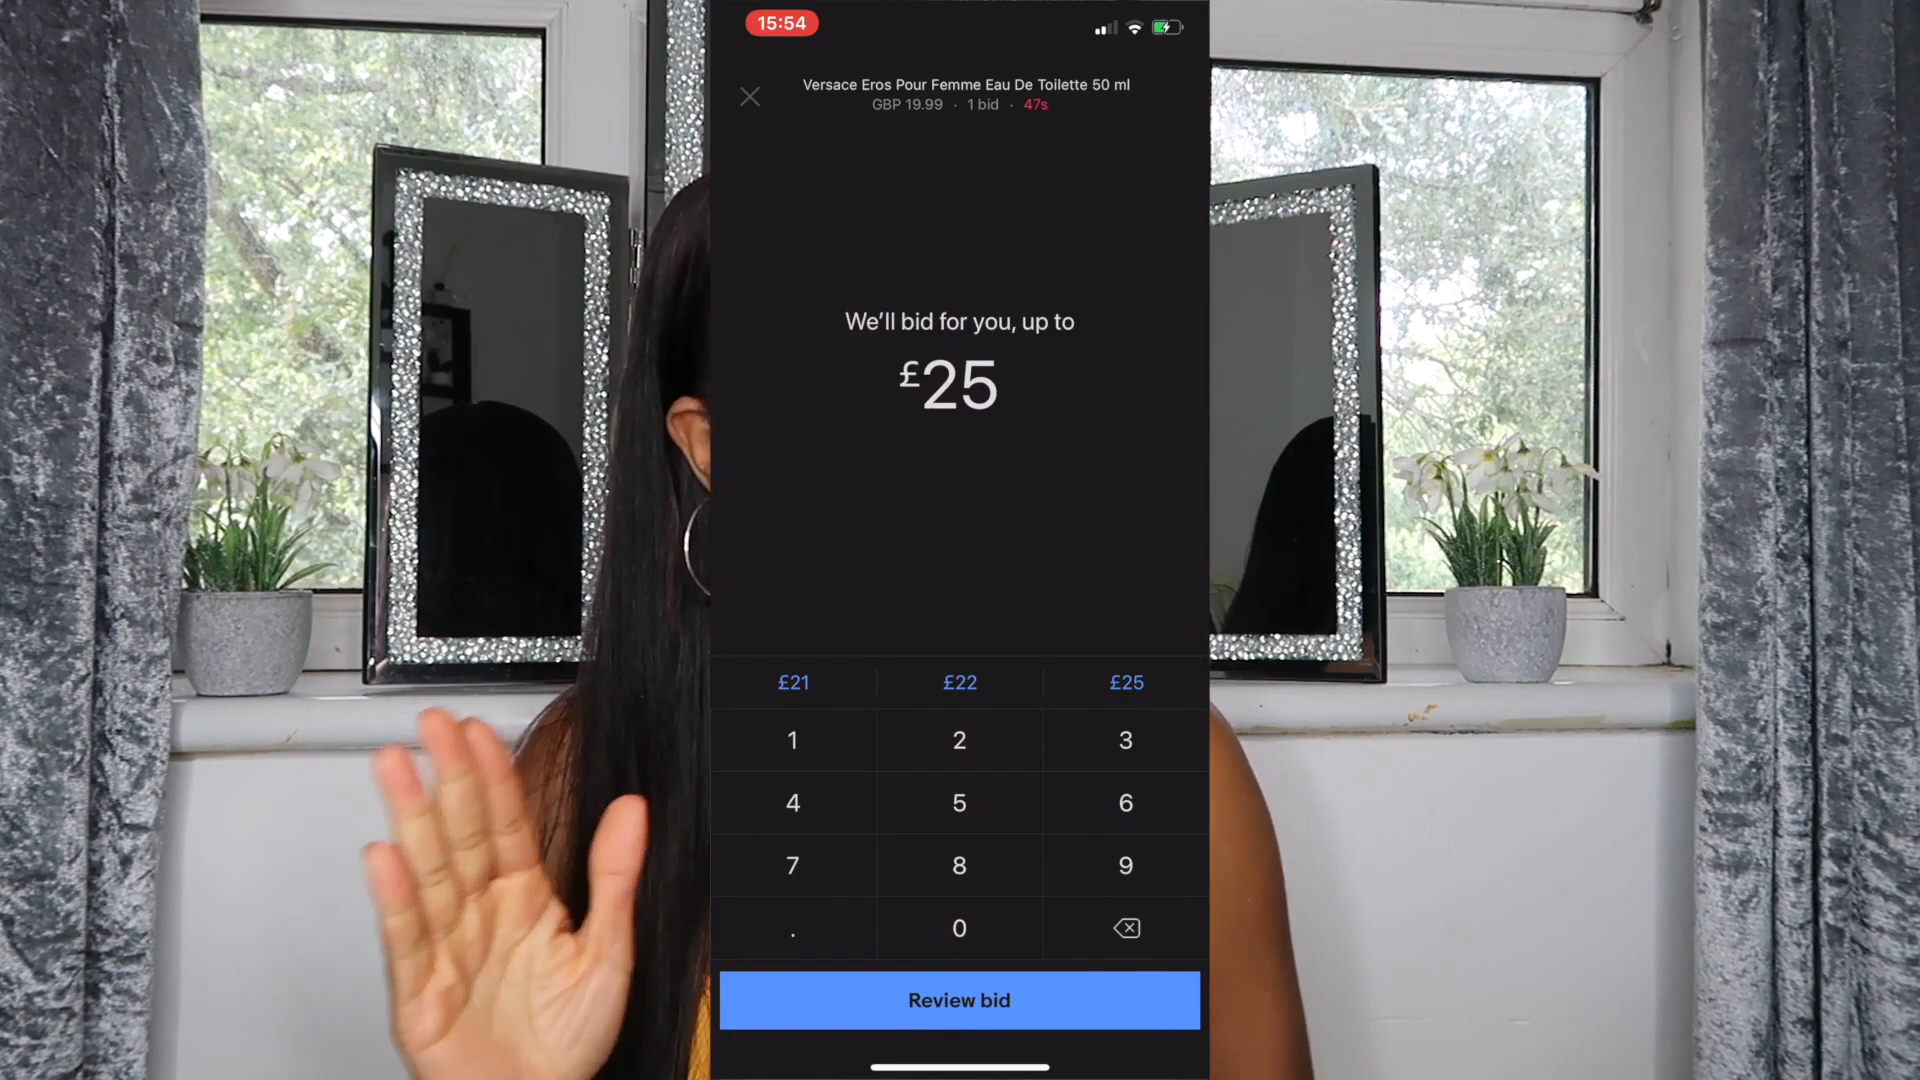 15:54
Versace Eros Pour Femme Eau De Toilette 50 ml
GBP 19.99 · 1 bid · 47s
We'll bid for you, up to
£25
£21 £22 £25
1 2 3
4 5 6
7 8 9
. 0
Review bid